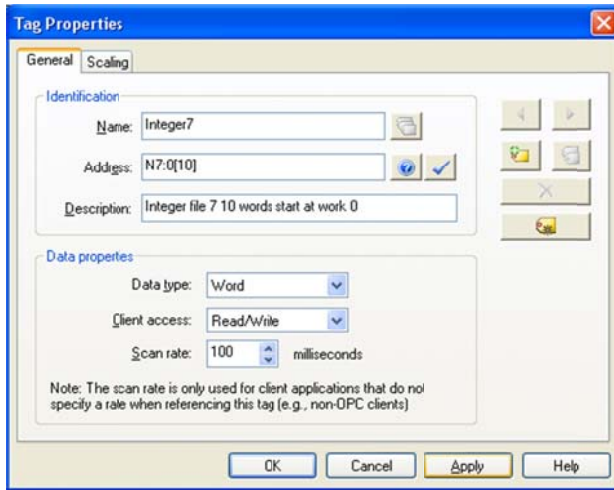 Tag Properties
General Scaling
Identification
Name: Integer7
Address: N7:0[10]
Description: Integer file 7 10 words start at work 0
Data propertes
Data type: Word
Client access: Read/Write
Scan rate: 100 milliseconds
Note: The scan rate is only used for client applications that do not
specify a rate when referencing this tag (e.g., non-OPC clients)
OK Cancel Apply Help